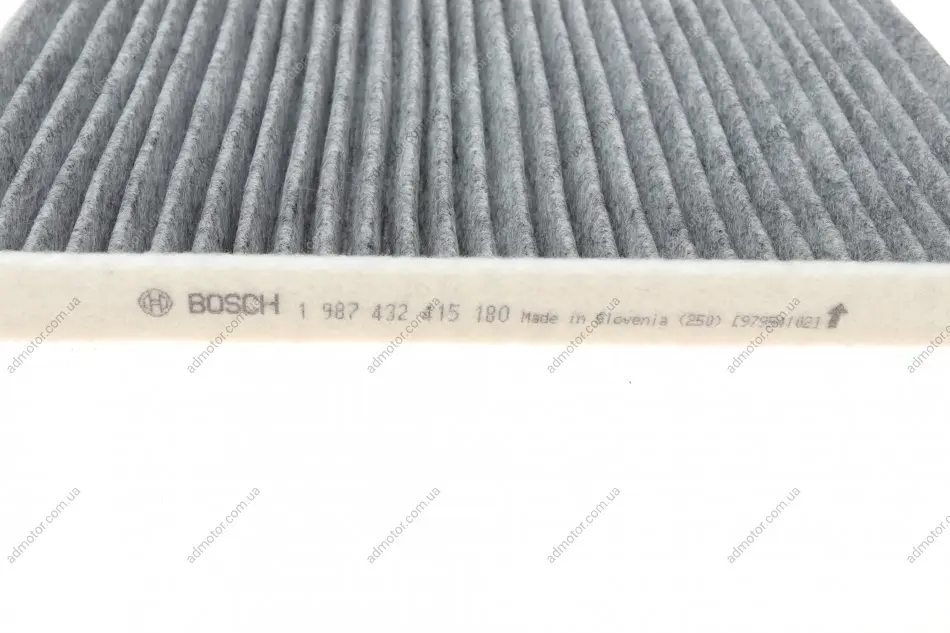 BOSCH 1 987 432 415 180 Made in Slovenia (250)
admotor.com.ua